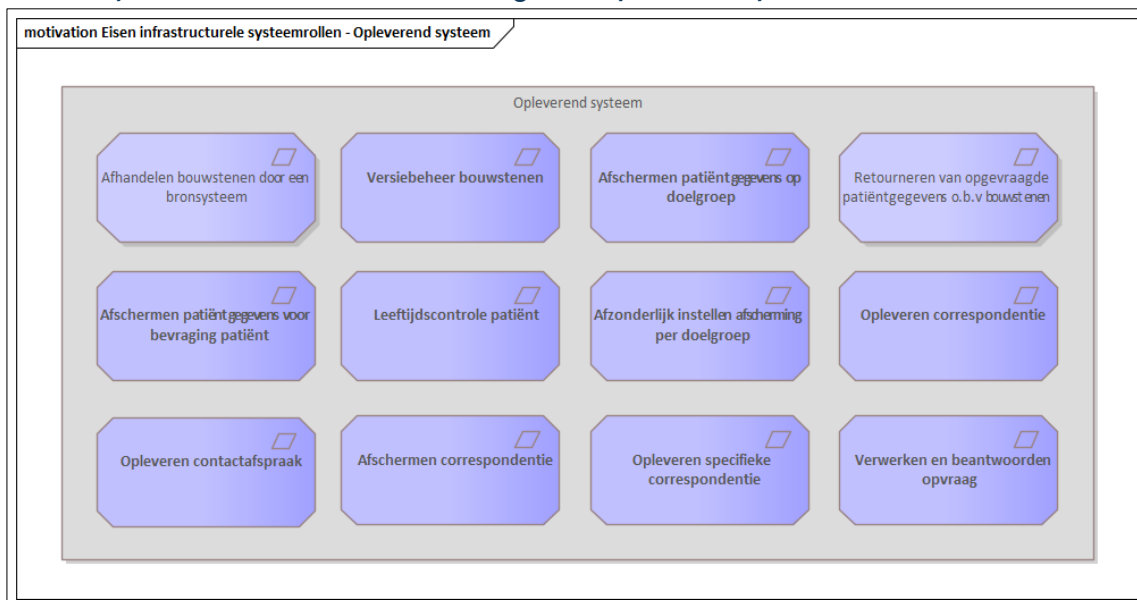 motivation Eisen infrastructurele systeemrollen - Opleverend systeem
Opleverend systeem
Afhandelen bouwstenen door een
bronsysteem
Versiebeheer bouwstenen
Afschermen patiëntgegevens op
doelgroep
Retourneren van opgevraagde
patiëntgegevens o.b.v bouwstenen
Afschermen patiëntgegevens voor
bevraging patiënt
Leeftijdscontrole patiënt
Afzonderlijk instellen afscherming
per doelgroep
Opleveren correspondentie
Opleveren contactafspraak
Afschermen correspondentie
Opleveren specifieke
correspondentie
Verwerken en beantwoorden
opvraag